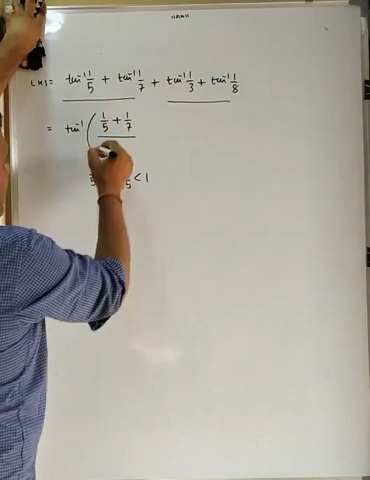 LHS = tan⁻¹ 1/5 + tan⁻¹ 1/7 + tan⁻¹ 1/3 + tan⁻¹ 1/8
= tan⁻¹ ( 1/5 + 1/7
< 1